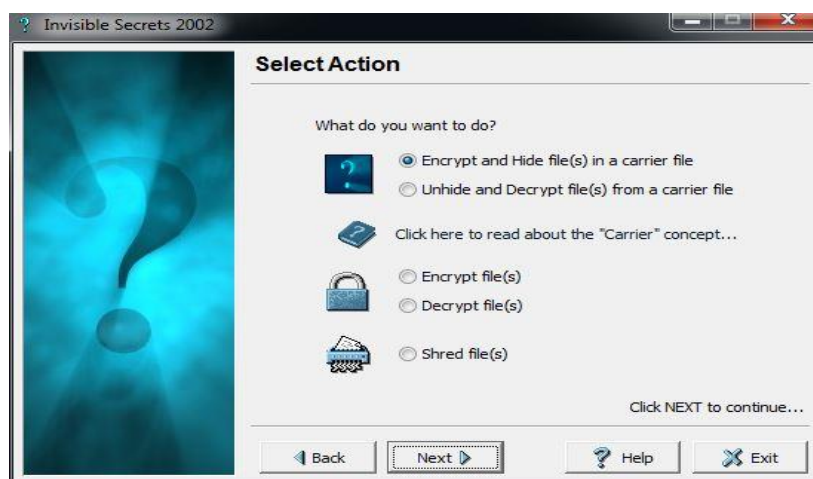 Invisible Secrets 2002
Select Action
What do you want to do?
Encrypt and Hide file(s) in a carrier file
Unhide and Decrypt file(s) from a carrier file
Click here to read about the "Carrier" concept...
Encrypt file(s)
Decrypt file(s)
Shred file(s)
Click NEXT to continue...
Back Next Help Exit